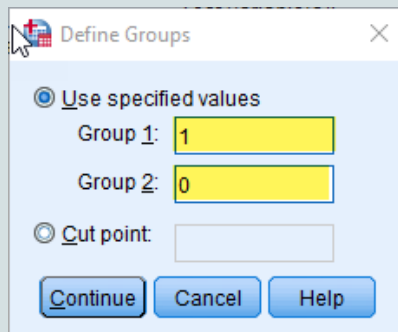 Define Groups
Use specified values
Group 1: 1
Group 2: 0
Cut point:
Continue Cancel Help